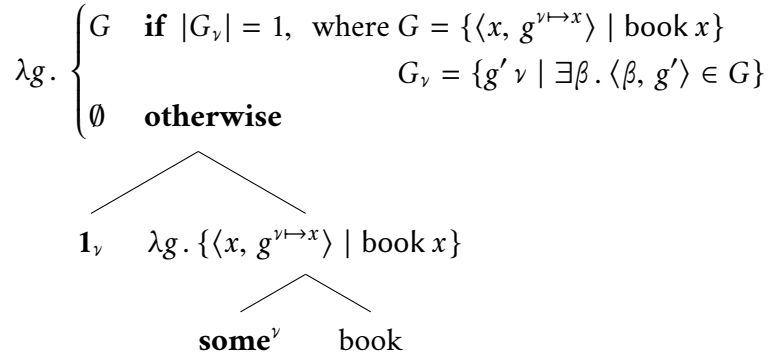 λg. { G if |G_ν| = 1, where G = {⟨x, g^{ν↦x}⟩ | book x}
G_ν = {g′ ν | ∃β. ⟨β, g′⟩ ∈ G}
∅ otherwise
1_ν λg. {⟨x, g^{ν↦x}⟩ | book x}
some^ν book